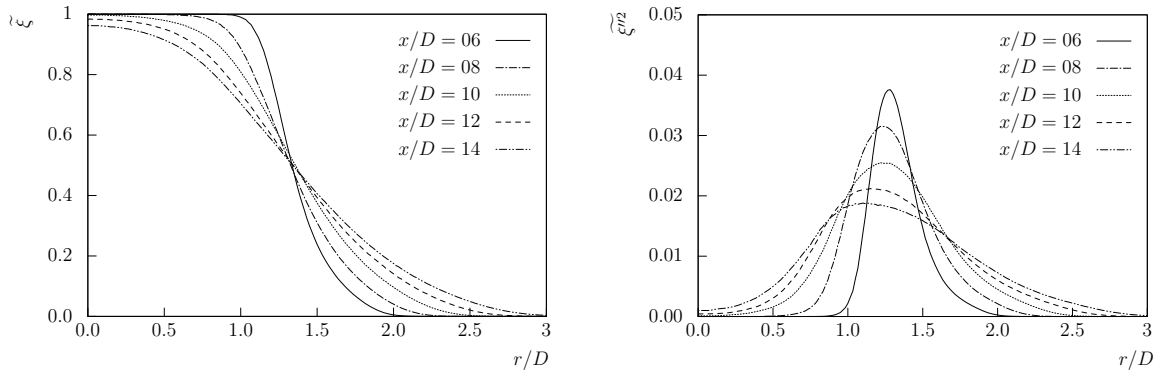 ξ̃
1
0.8
0.6
0.4
0.2
0
0.0 0.5 1.0 1.5 2.0 2.5 3
r/D
x/D = 06
x/D = 08
x/D = 10
x/D = 12
x/D = 14
ξ″²
0.05
0.04
0.03
0.02
0.01
0.00
0.0 0.5 1.0 1.5 2.0 2.5 3
r/D
x/D = 06
x/D = 08
x/D = 10
x/D = 12
x/D = 14